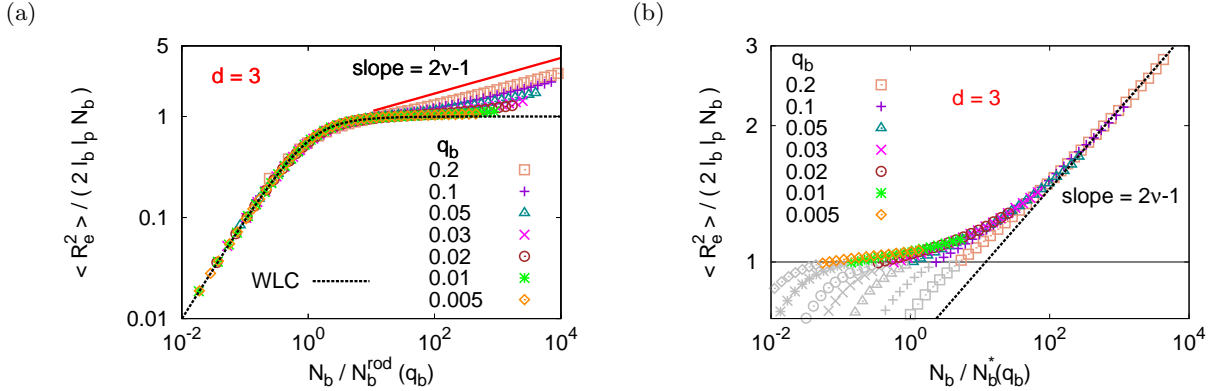 (a)
< R_e^2 > / ( 2 l_b l_p N_b )
5
1
0.1
0.01
d = 3
slope = 2ν-1
q_b
0.2
0.1
0.05
0.03
0.02
0.01
0.005
WLC
10^-2
10^0
10^2
10^4
N_b / N_b^rod (q_b)
(b)
< R_e^2 > / ( 2 l_b l_p N_b )
3
2
1
q_b
0.2
0.1
0.05
0.03
0.02
0.01
0.005
d = 3
slope = 2ν-1
10^-2
10^0
10^2
10^4
N_b / N_b^*(q_b)